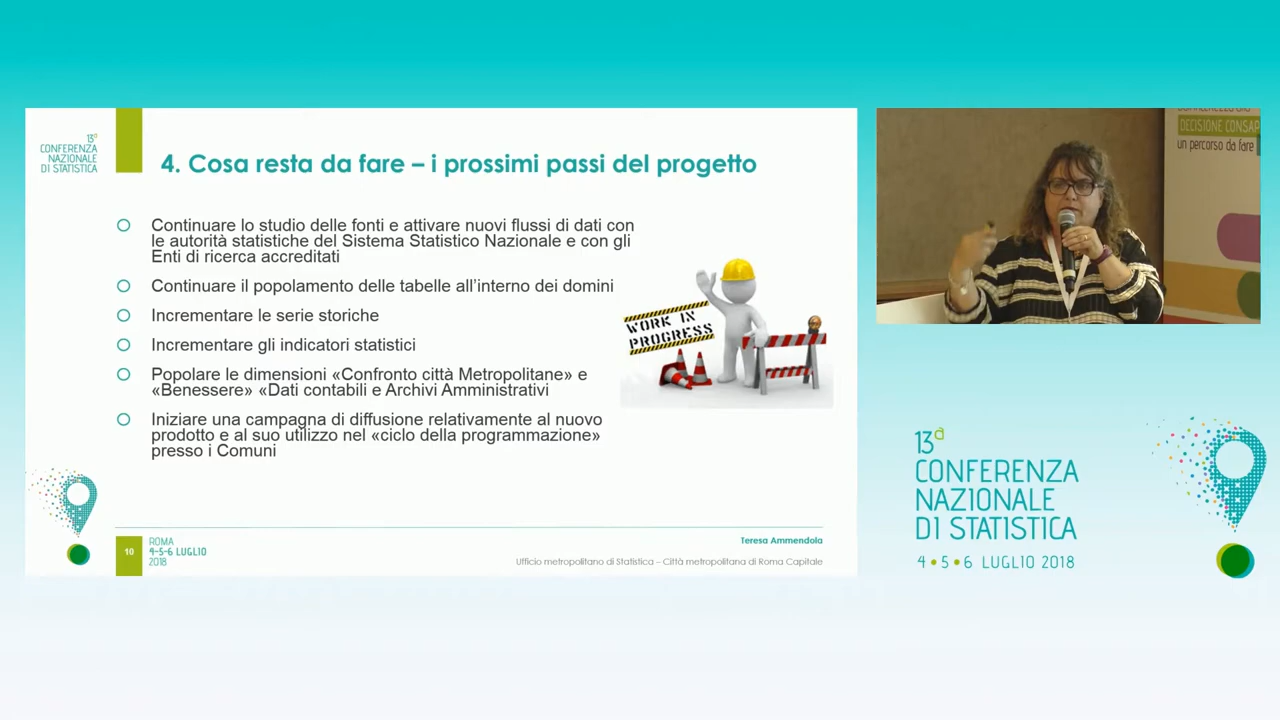 13ª
CONFERENZA
NAZIONALE
DI STATISTICA
4. Cosa resta da fare – i prossimi passi del progetto
Continuare lo studio delle fonti e attivare nuovi flussi di dati con
le autorità statistiche del Sistema Statistico Nazionale e con gli
Enti di ricerca accreditati
Continuare il popolamento delle tabelle all'interno dei domini
Incrementare le serie storiche
Incrementare gli indicatori statistici
Popolare le dimensioni «Confronto città Metropolitane» e
«Benessere» «Dati contabili e Archivi Amministrativi
Iniziare una campagna di diffusione relativamente al nuovo
prodotto e al suo utilizzo nel «ciclo della programmazione»
presso i Comuni
WORK IN
PROGRESS
10
ROMA
4-5-6 LUGLIO
2018
Teresa Ammendola
Ufficio metropolitano di Statistica – Città metropolitana di Roma Capitale
DECISIONE CONSAP
un percorso da fare
13ª
CONFERENZA
NAZIONALE
DI STATISTICA
4 • 5 • 6 LUGLIO 2018